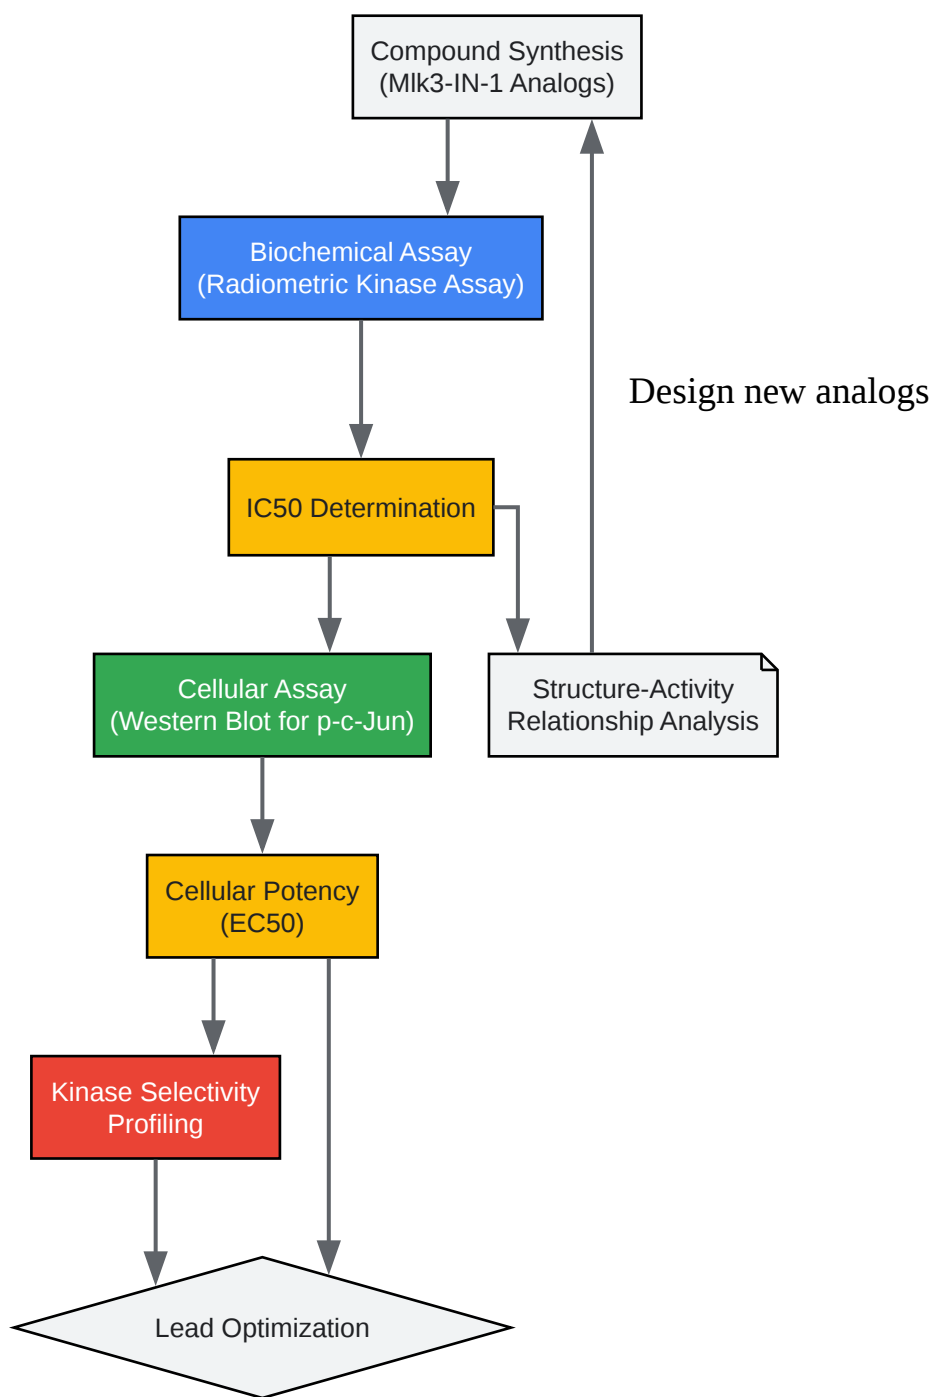 Compound Synthesis
(Mlk3-IN-1 Analogs)
Biochemical Assay
(Radiometric Kinase Assay)
Design new analogs
IC50 Determination
Cellular Assay
(Western Blot for p-c-Jun)
Structure-Activity
Relationship Analysis
Cellular Potency
(EC50)
Kinase Selectivity
Profiling
Lead Optimization